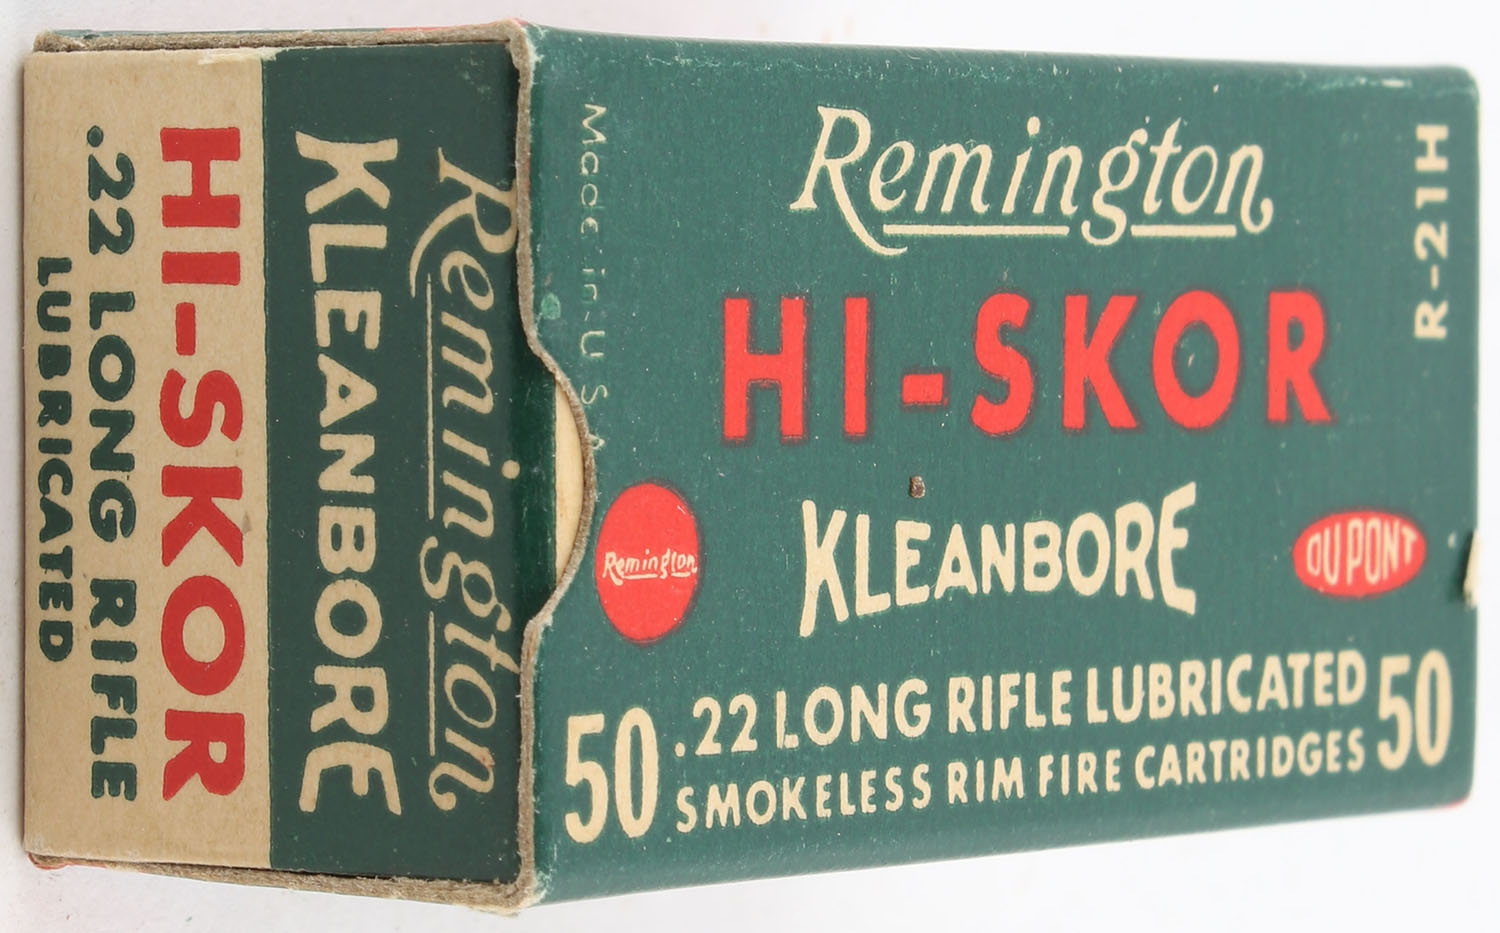 Remington
KLEANBORE
HI-SKOR
.22 LONG RIFLE
LUBRICATED
Made in U.S.A
R-21H
Remington
HI-SKOR
KLEANBORE
Remington
DU PONT
50 .22 LONG RIFLE LUBRICATED 50
SMOKELESS RIM FIRE CARTRIDGES